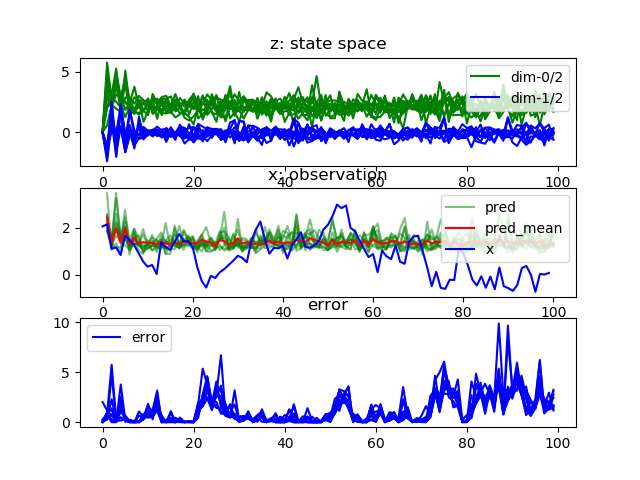 z: state space
5
0
dim-0/2
dim-1/2
0 20 40 60 80 100
x: observation
2
0
pred
pred_mean
x
0 20 40 60 80 100
error
10
5
0
error
0 20 40 60 80 100